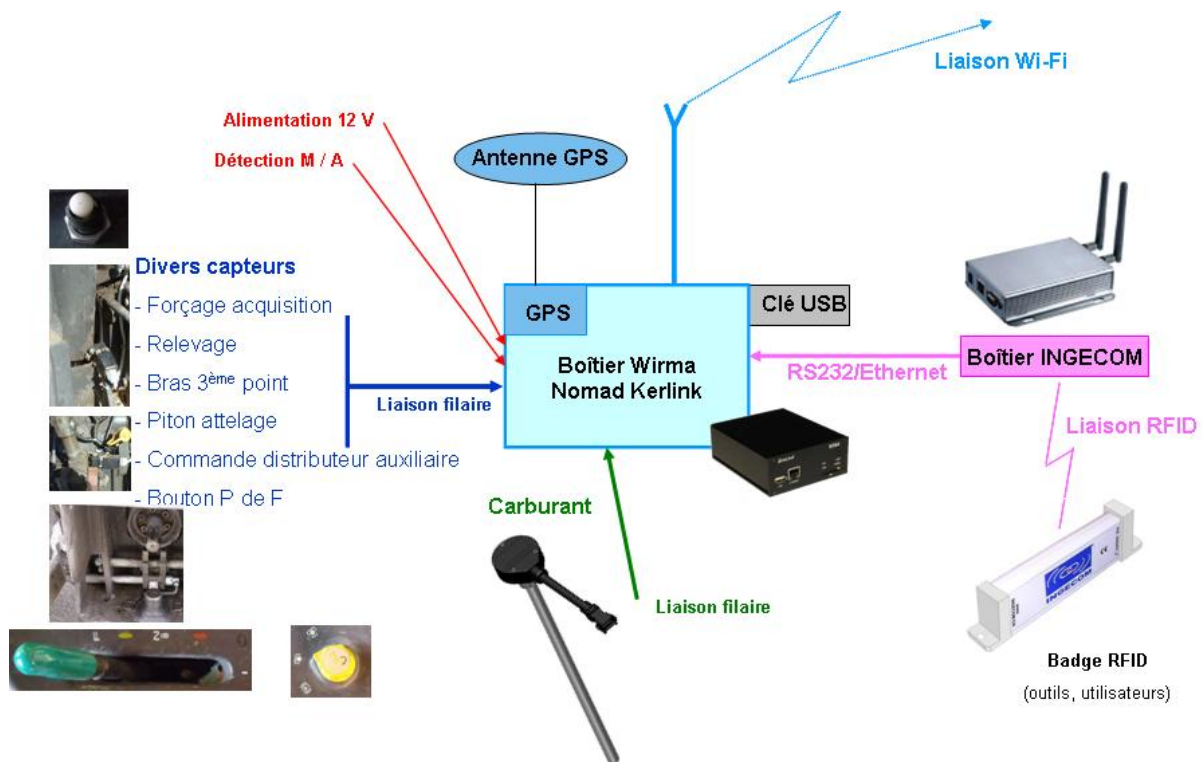 Liaison Wi-Fi
Alimentation 12 V
Détection M / A
Antenne GPS
Divers capteurs
- Forçage acquisition
- Relevage
- Bras 3ème point
- Piton attelage
- Commande distributeur auxiliaire
- Bouton P de F
Liaison filaire
GPS
Clé USB
Boîtier Wirma
Nomad Kerlink
RS232/Ethernet
Boîtier INGECOM
Liaison RFID
Carburant
Liaison filaire
INGECOM
Badge RFID
(outils, utilisateurs)